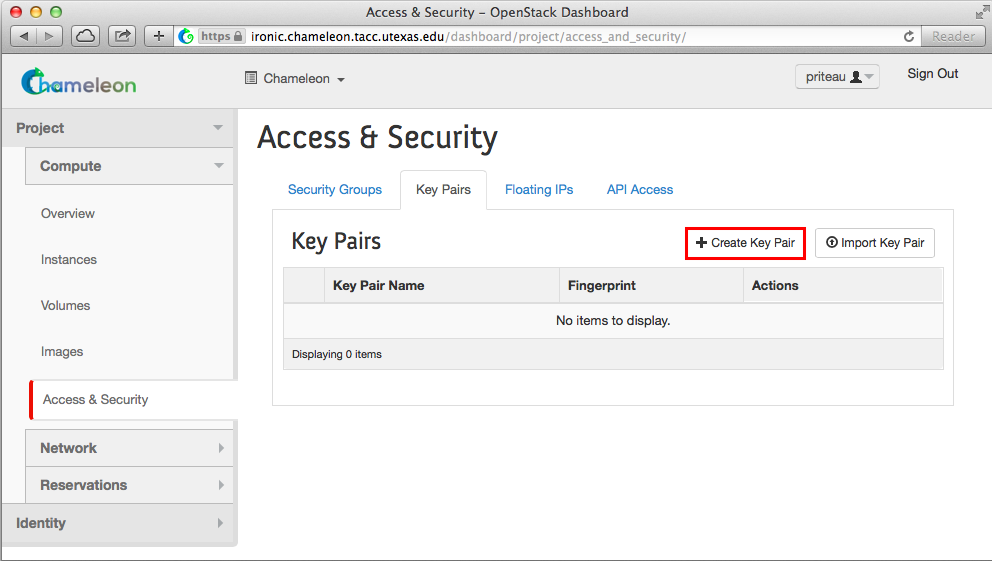 Access & Security – OpenStack Dashboard
https ironic.chameleon.tacc.utexas.edu/dashboard/project/access_and_security/ Reader
Chameleon Chameleon priteau Sign Out
Project
Compute
Overview
Instances
Volumes
Images
Access & Security
Network
Reservations
Identity
Access & Security
Security Groups Key Pairs Floating IPs API Access
Key Pairs Create Key Pair Import Key Pair
Key Pair Name Fingerprint Actions
No items to display.
Displaying 0 items